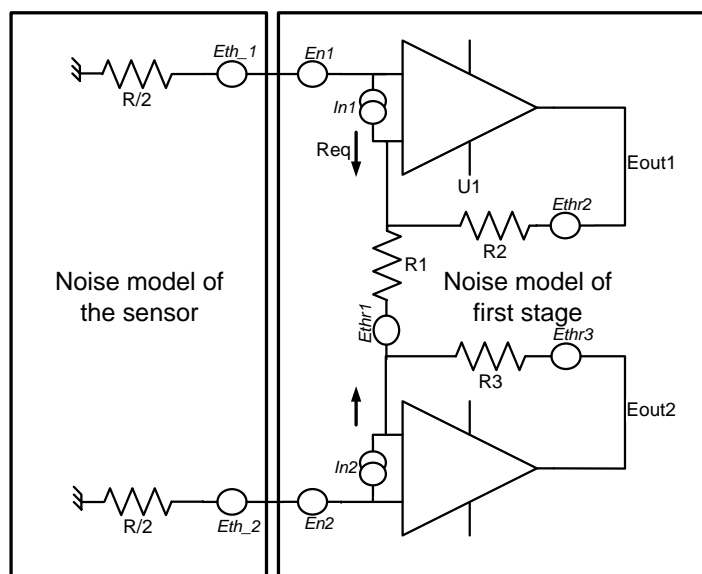 Eth_1
En1
R/2
In1
Req
U1
Eout1
Ethr2
R2
R1
Noise model of
the sensor
Noise model of
first stage
Ethr1
Ethr3
R3
Eout2
In2
R/2
Eth_2
En2